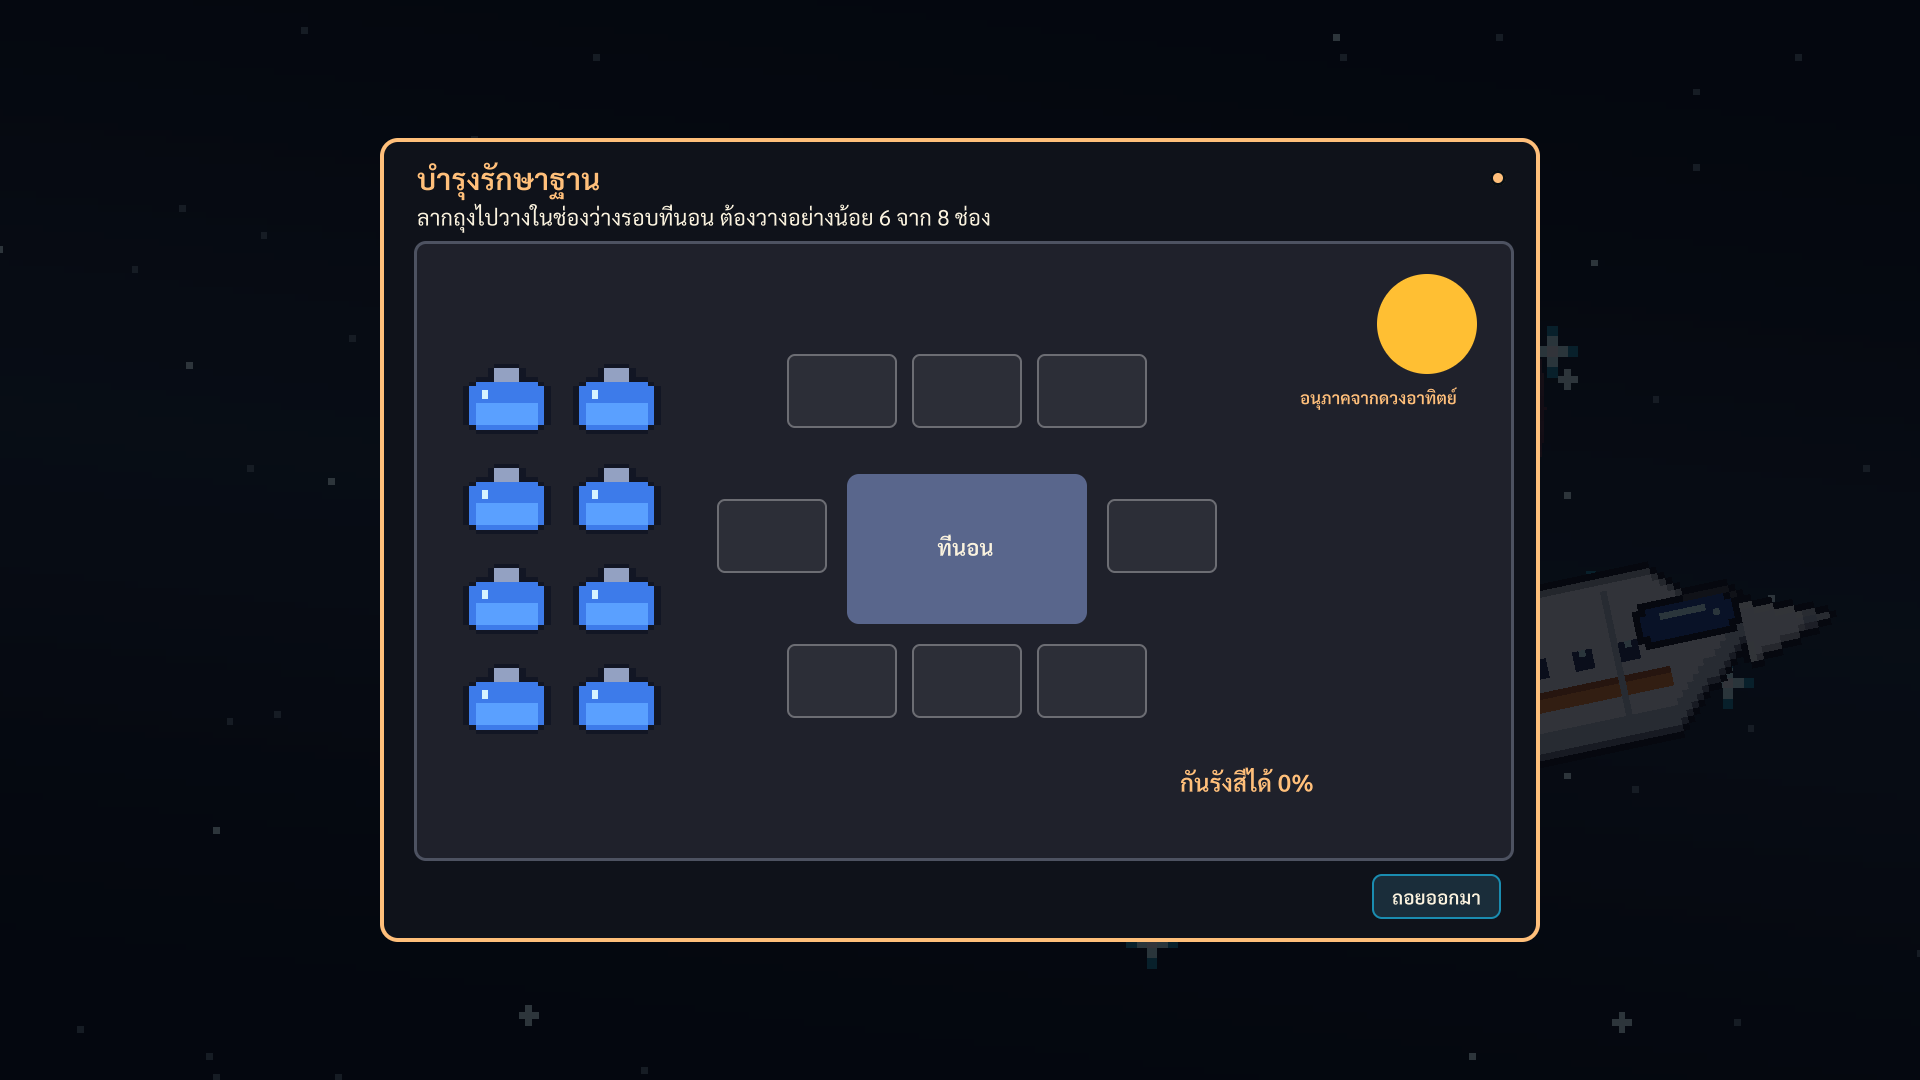 บำรุงรักษาฐาน
ลากถุงไปวางในช่องว่างรอบที่นอน ต้องวางอย่างน้อย 6 จาก 8 ช่อง
อนุภาคจากดวงอาทิตย์
ที่นอน
กันรังสีได้ 0%
ถอยออกมา